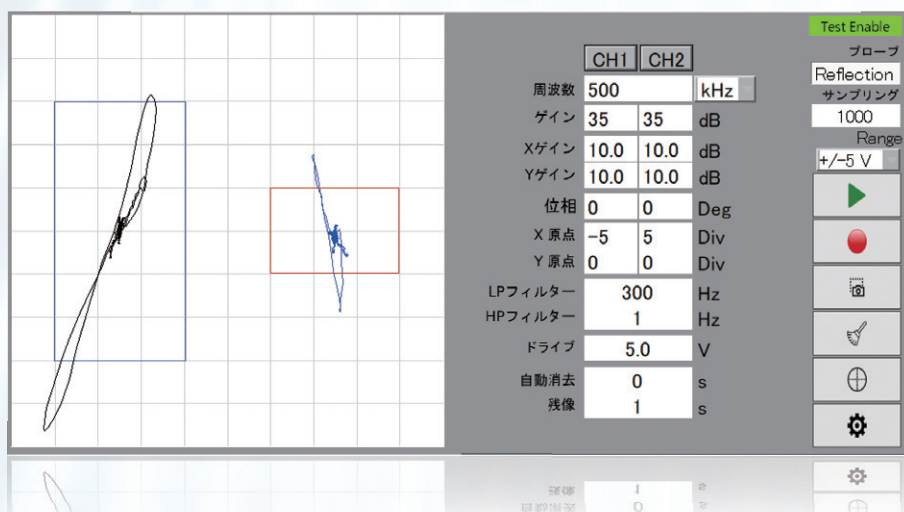 Test Enable
プローブ
CH1 CH2
Reflection
周波数 500 kHz
サンプリング
1000
ゲイン 35 35 dB
Range
+/-5 V
Xゲイン 10.0 10.0 dB
Yゲイン 10.0 10.0 dB
位相 0 0 Deg
X 原点 -5 5 Div
Y 原点 0 0 Div
LPフィルター 300 Hz
HPフィルター 1 Hz
ドライブ 5.0 V
自動消去 0 s
残像 1 s